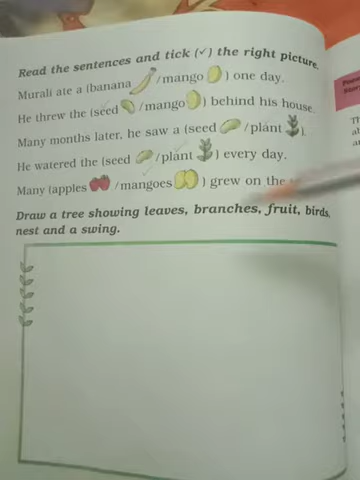 Read the sentences and tick (✓) the right picture.
Murali ate a (banana /mango ) one day.
He threw the (seed /mango ) behind his house.
Many months later, he saw a (seed /plant ).
He watered the (seed /plant ) every day.
Many (apples /mangoes ) grew on the
Draw a tree showing leaves, branches, fruit, birds,
nest and a swing.